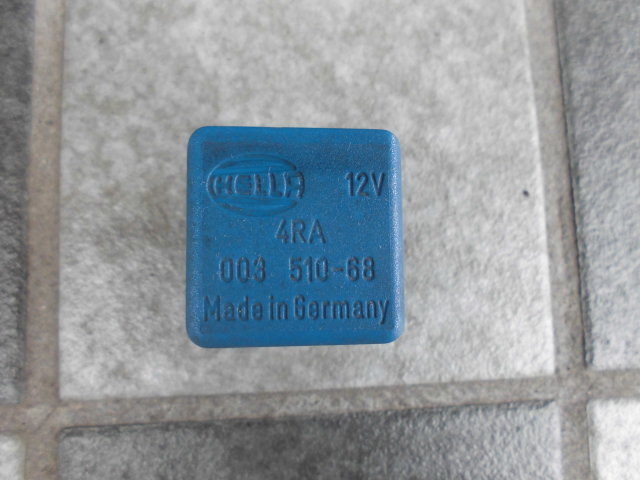 HELLA 12V
4RA
003 510-68
Made in Germany